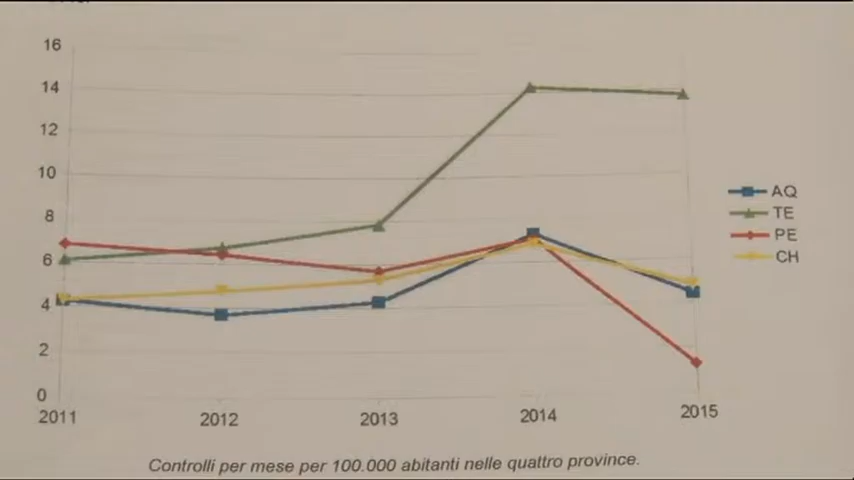 16
14
12
10
8
6
4
2
0
2011 2012 2013 2014 2015
AQ
TE
PE
CH
Controlli per mese per 100.000 abitanti nelle quattro province.